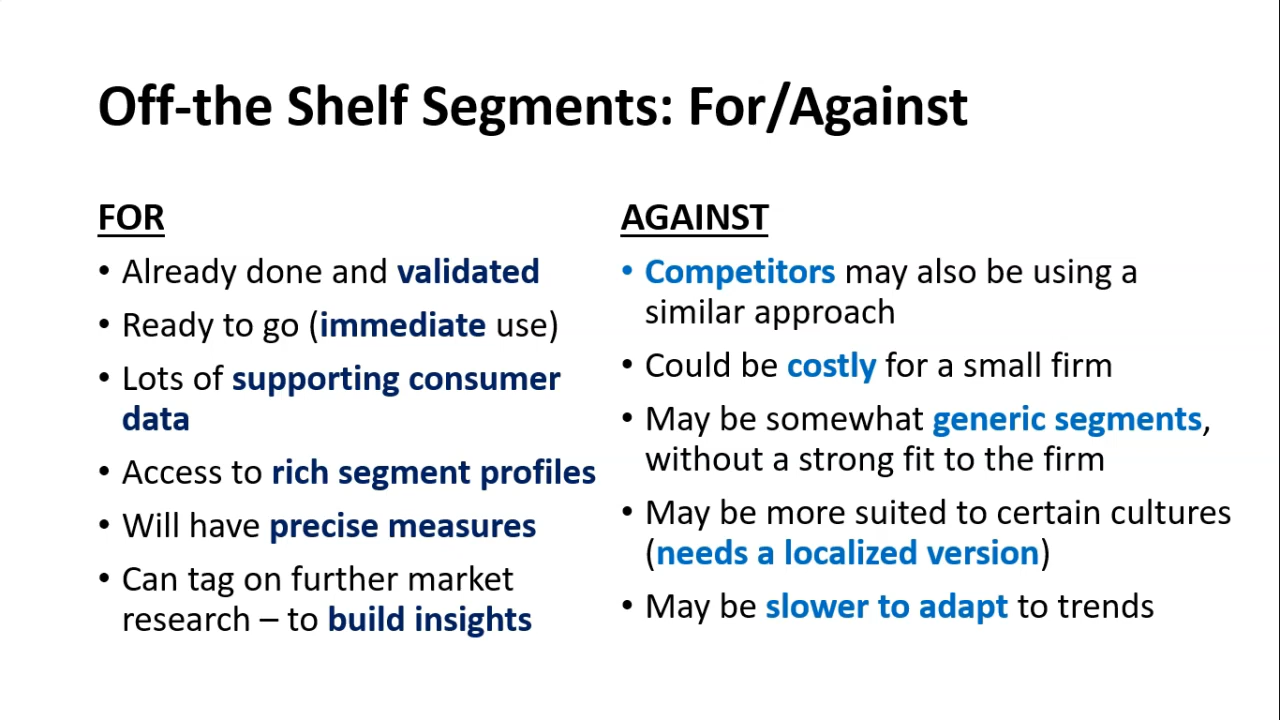 Off-the Shelf Segments: For/Against
FOR
• Already done and validated
• Ready to go (immediate use)
• Lots of supporting consumer
data
• Access to rich segment profiles
• Will have precise measures
• Can tag on further market
research – to build insights
AGAINST
• Competitors may also be using a
similar approach
• Could be costly for a small firm
• May be somewhat generic segments,
without a strong fit to the firm
• May be more suited to certain cultures
(needs a localized version)
• May be slower to adapt to trends